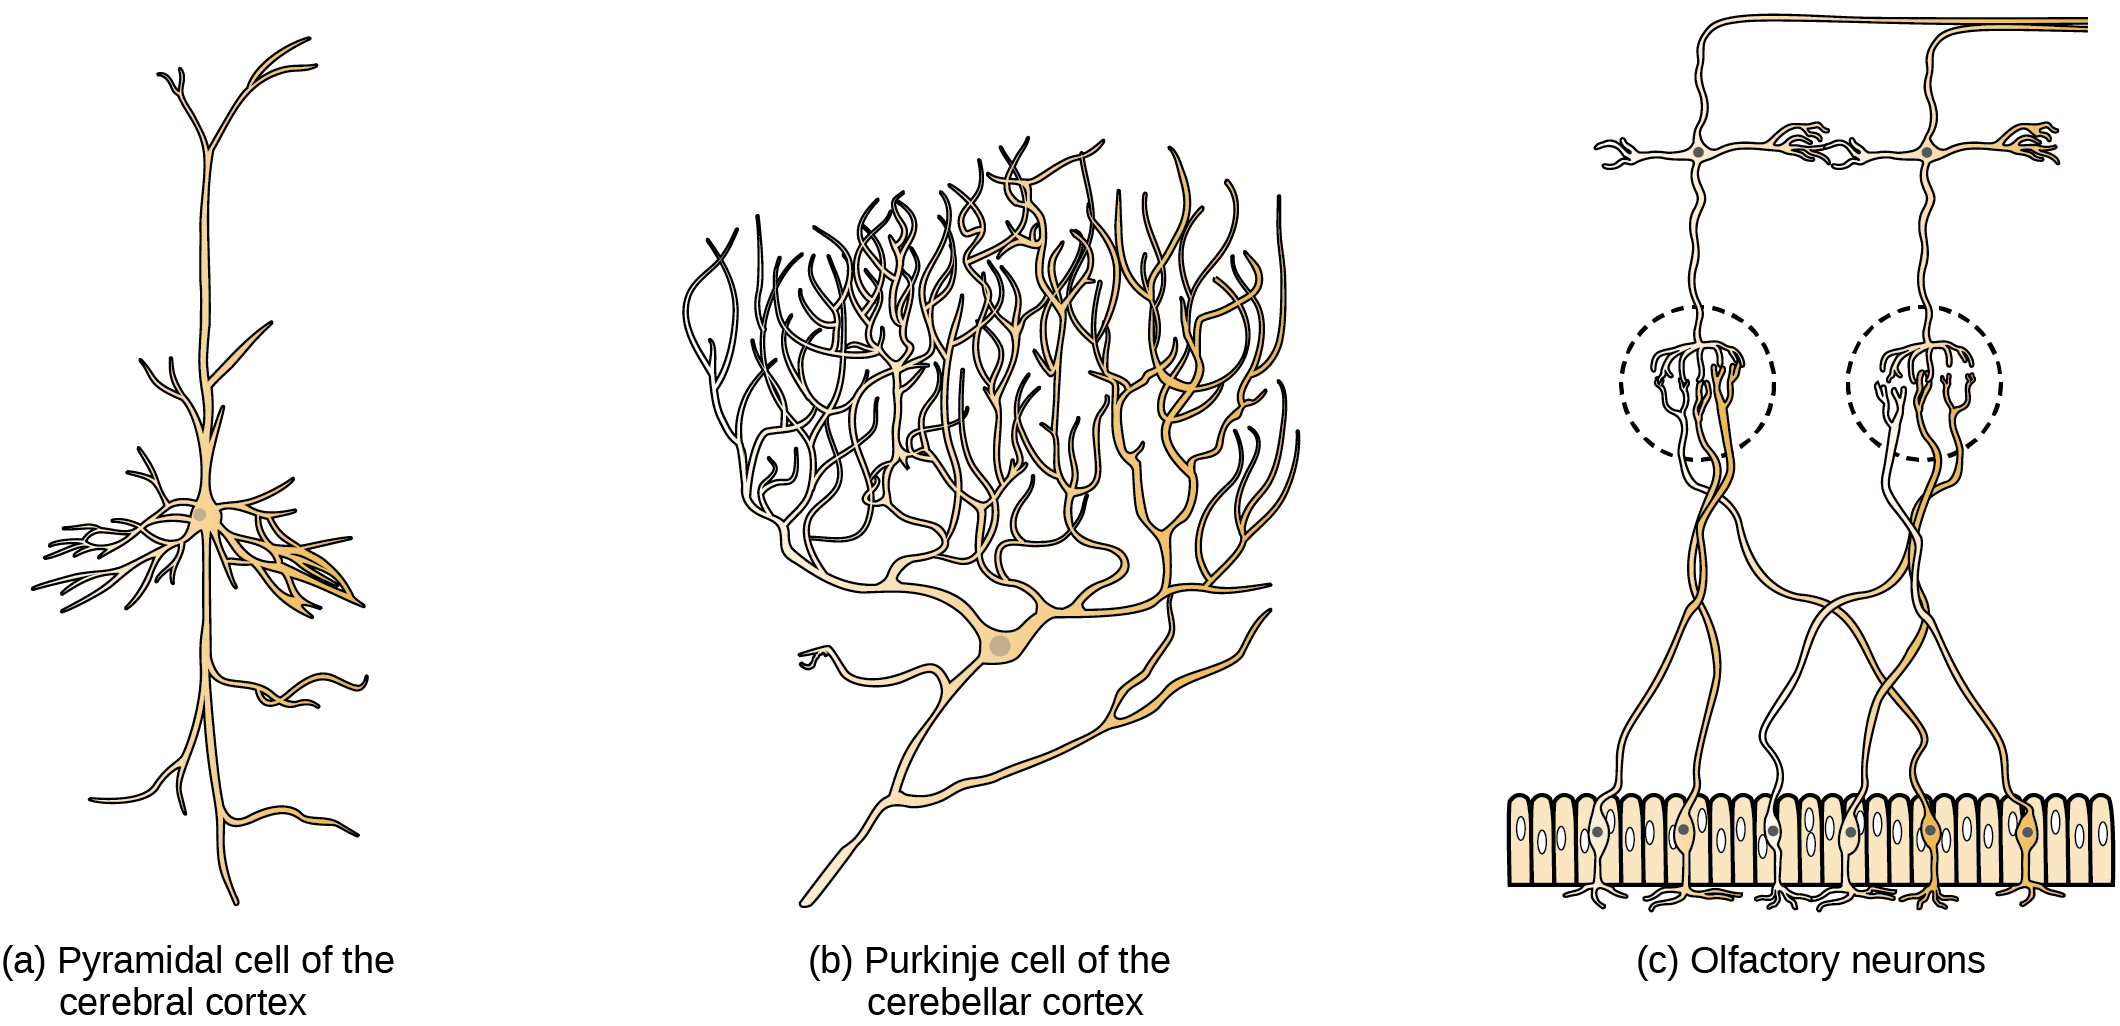 (a) Pyramidal cell of the
cerebral cortex
(b) Purkinje cell of the
cerebellar cortex
(c) Olfactory neurons